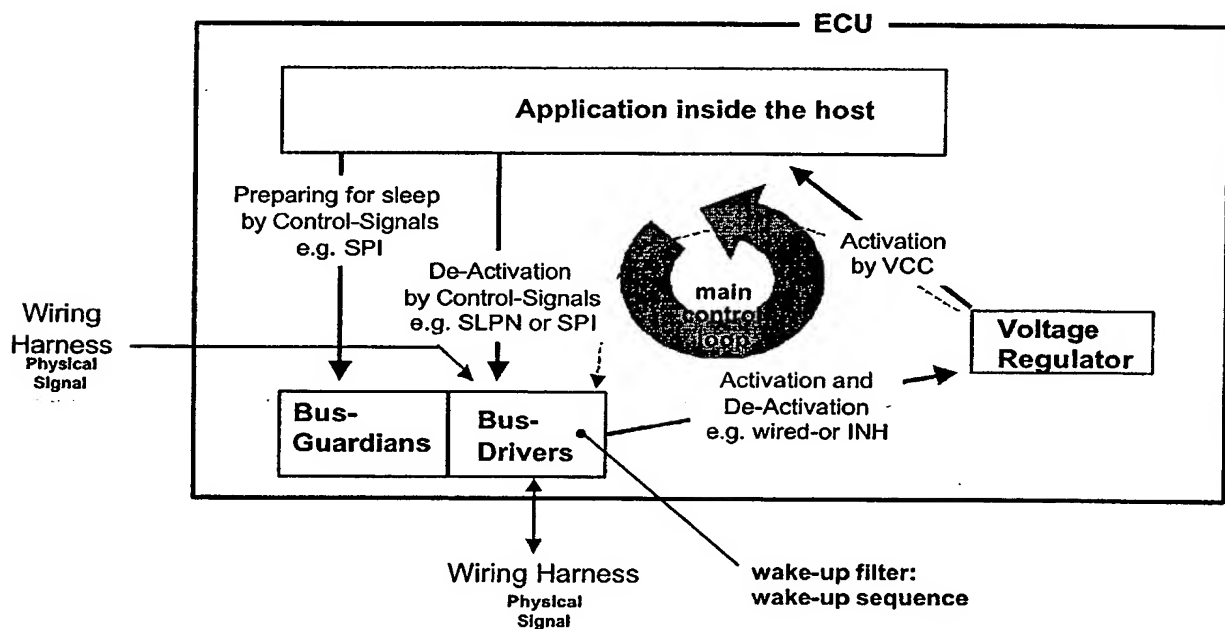 ECU
Application inside the host
Preparing for sleep
by Control-Signals
e.g. SPI
De-Activation
by Control-Signals
e.g. SLPN or SPI
main
control
loop
Activation
by VCC
Wiring
Harness
Physical
Signal
Voltage
Regulator
Activation and
De-Activation
e.g. wired-or INH
Bus-
Guardians
Bus-
Drivers
Wiring Harness
Physical
Signal
wake-up filter:
wake-up sequence